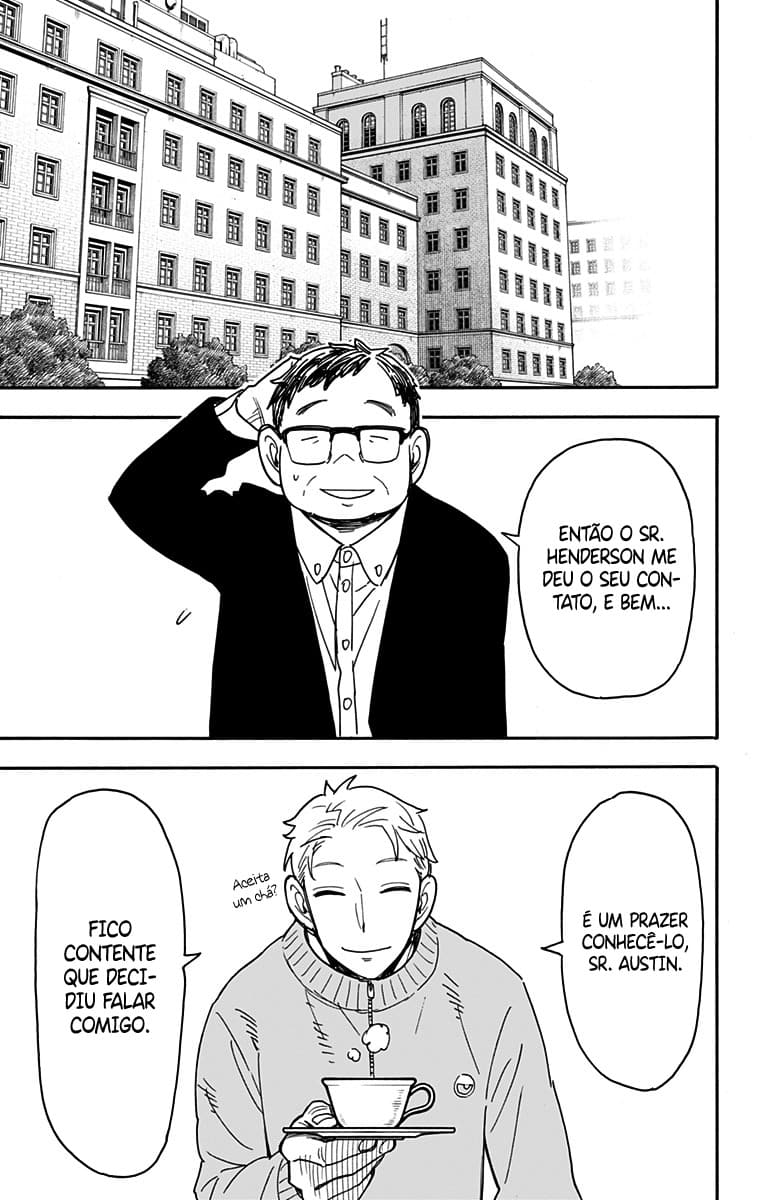 ENTÃO O SR.
HENDERSON ME
DEU O SEU CON-
TATO, E BEM...
É UM PRAZER
CONHECÊ-LO,
SR. AUSTIN.
Aceita
um chá?
FICO
CONTENTE
QUE DECI-
DIU FALAR
COMIGO.